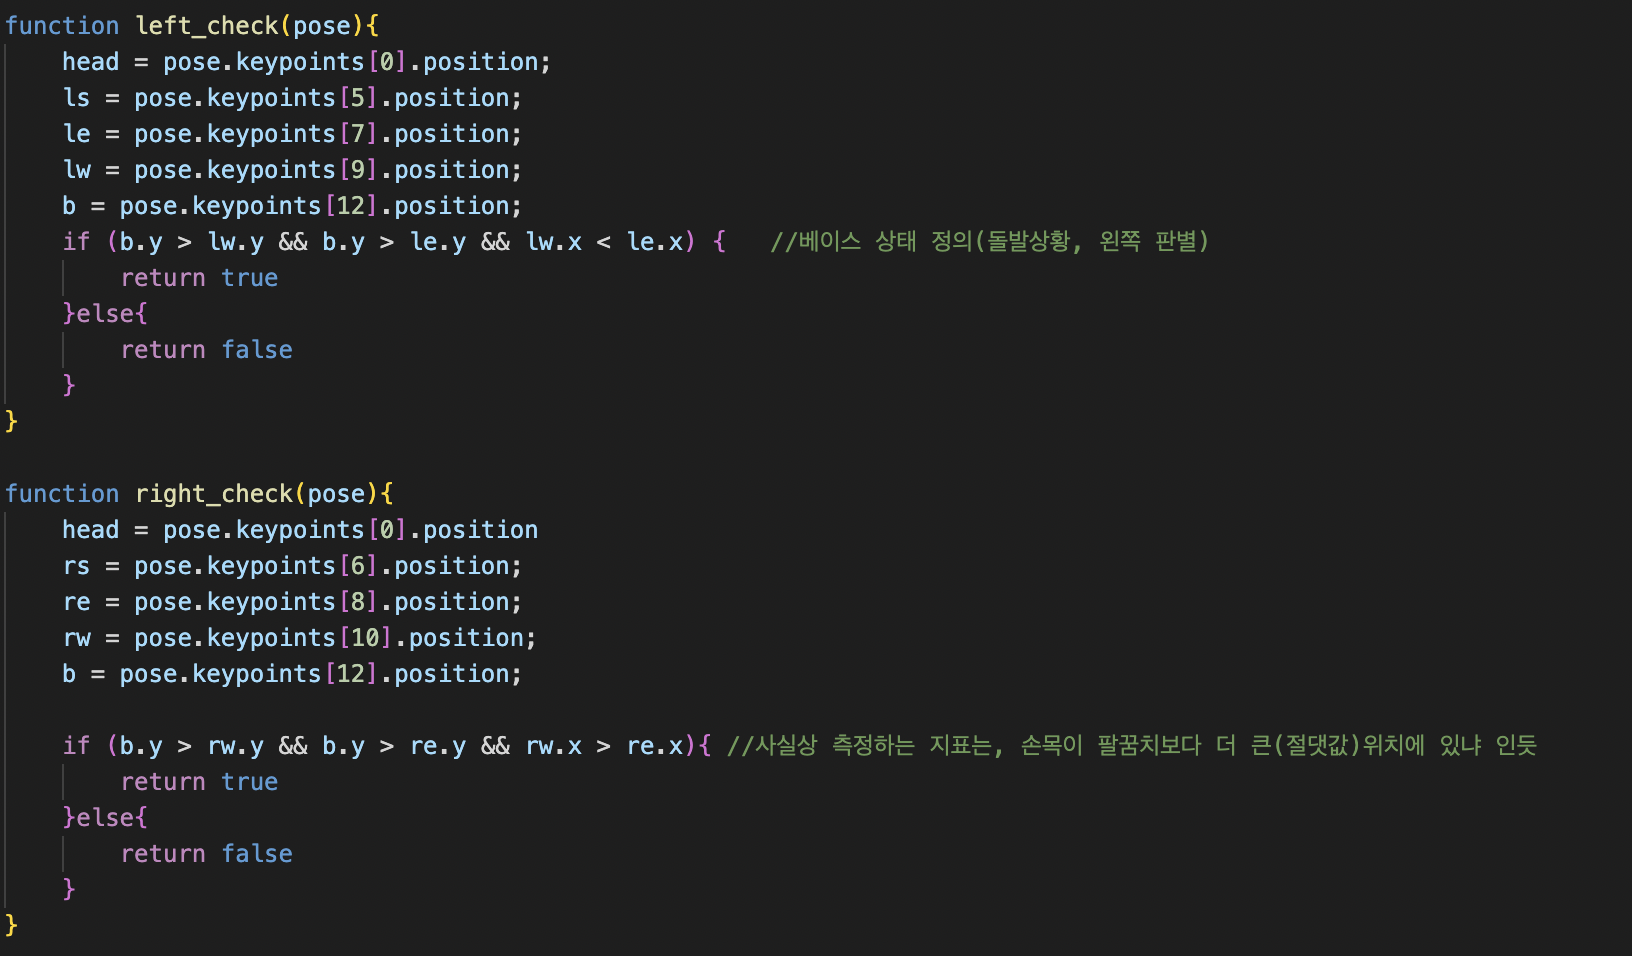 function left_check(pose){
    head = pose.keypoints[0].position;
    ls = pose.keypoints[5].position;
    le = pose.keypoints[7].position;
    lw = pose.keypoints[9].position;
    b = pose.keypoints[12].position;
    if (b.y > lw.y && b.y > le.y && lw.x < le.x) {   //베이스 상태 정의(돌발상황, 왼쪽 판별)
        return true
    }else{
        return false
    }
}

function right_check(pose){
    head = pose.keypoints[0].position
    rs = pose.keypoints[6].position;
    re = pose.keypoints[8].position;
    rw = pose.keypoints[10].position;
    b = pose.keypoints[12].position;

    if (b.y > rw.y && b.y > re.y && rw.x > re.x){ //사실상 측정하는 지표는, 손목이 팔꿈치보다 더 큰(절댓값)위치에 있냐 인듯
        return true
    }else{
        return false
    }
}